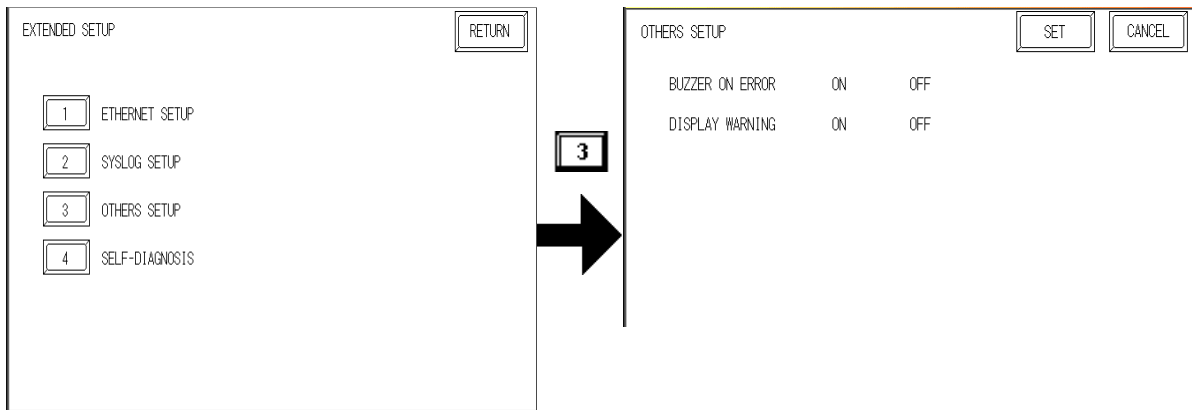 EXTENDED SETUP RETURN
1 ETHERNET SETUP
2 SYSLOG SETUP
3 OTHERS SETUP
4 SELF-DIAGNOSIS
3
OTHERS SETUP SET CANCEL
BUZZER ON ERROR ON OFF
DISPLAY WARNING ON OFF